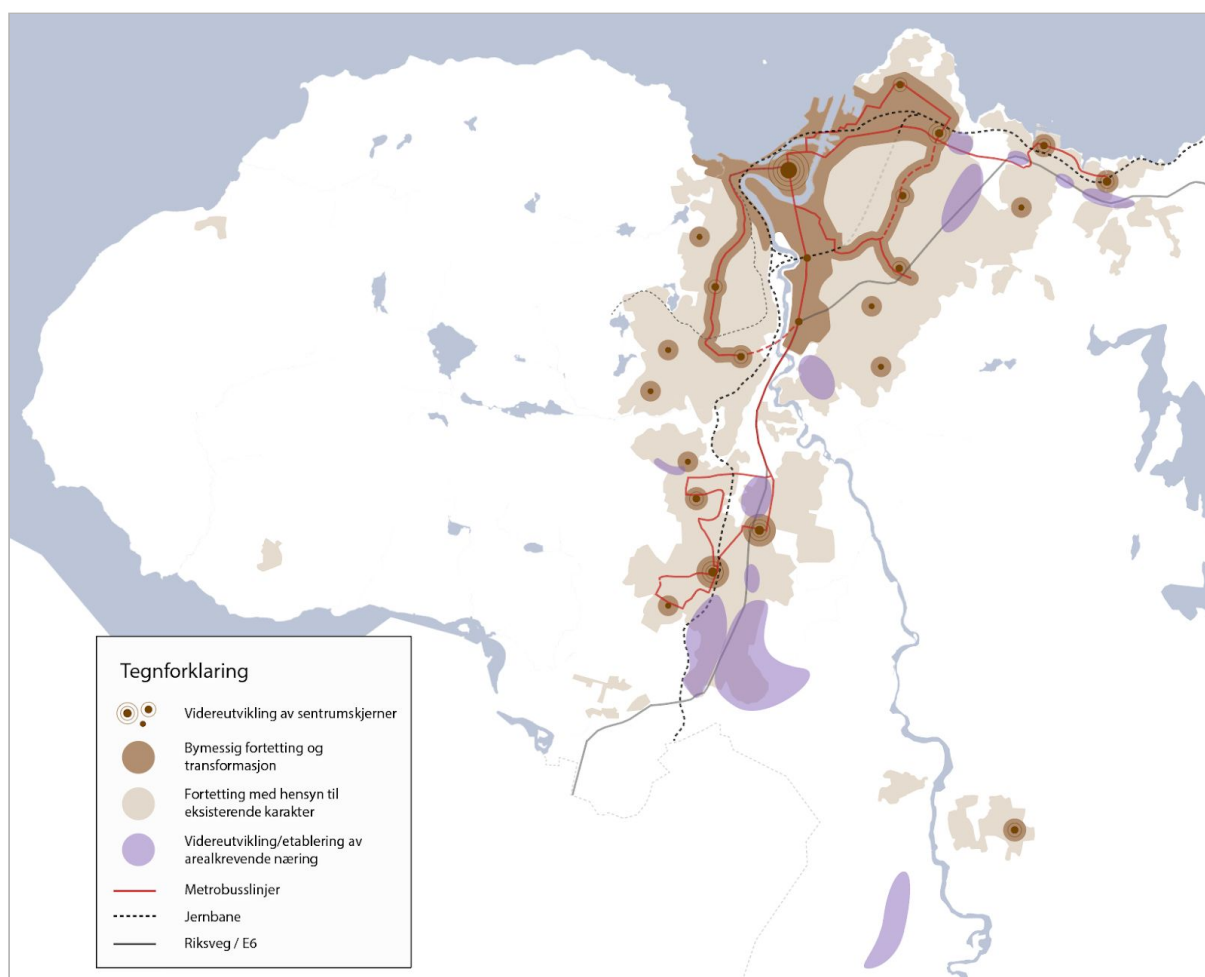 Tegnforklaring
Videreutvikling av sentrumskjerner
Bymessig fortetting og
transformasjon
Fortetting med hensyn til
eksisterende karakter
Videreutvikling/etablering av
arealkrevende næring
Metrobusslinjer
Jernbane
Riksveg / E6